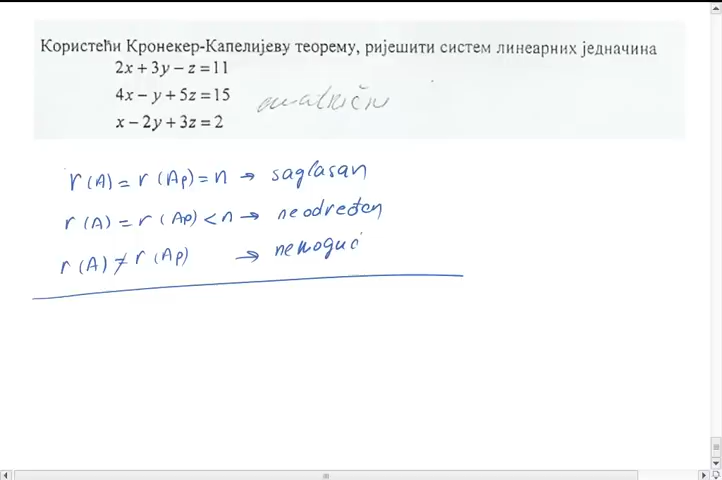 Користећи Кронекер-Капелијеву теорему, ријешити систем линеарних једначина
2x + 3y − z = 11
4x − y + 5z = 15
x − 2y + 3z = 2
r(A) = r(Ap) = n → saglasan
r(A) = r(Ap) < n → neodređen
r(A) ≠ r(Ap) → nemoguć